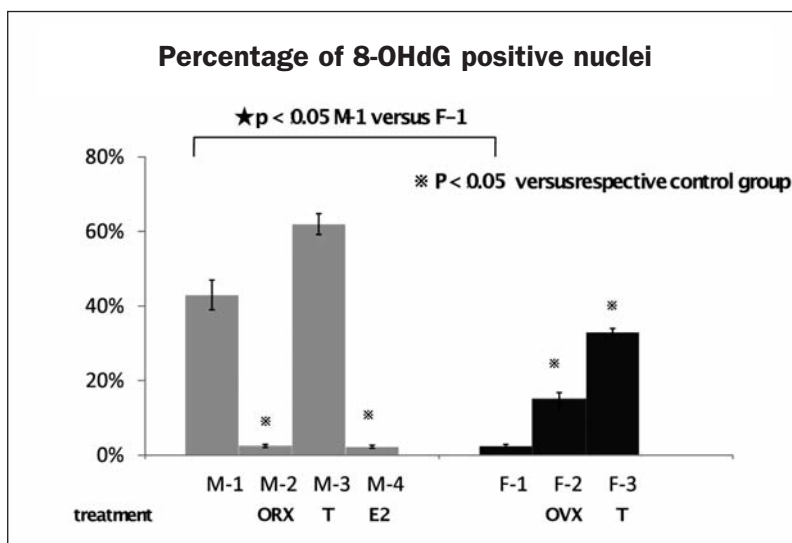 Percentage of 8-OHdG positive nuclei
★p < 0.05 M-1 versus F-1
80%
※ P < 0.05 versusrespective control group
60%
※
40%
※
20%
※ ※
0%
M-1 M-2 M-3 M-4 F-1 F-2 F-3
treatment ORX T E2 OVX T